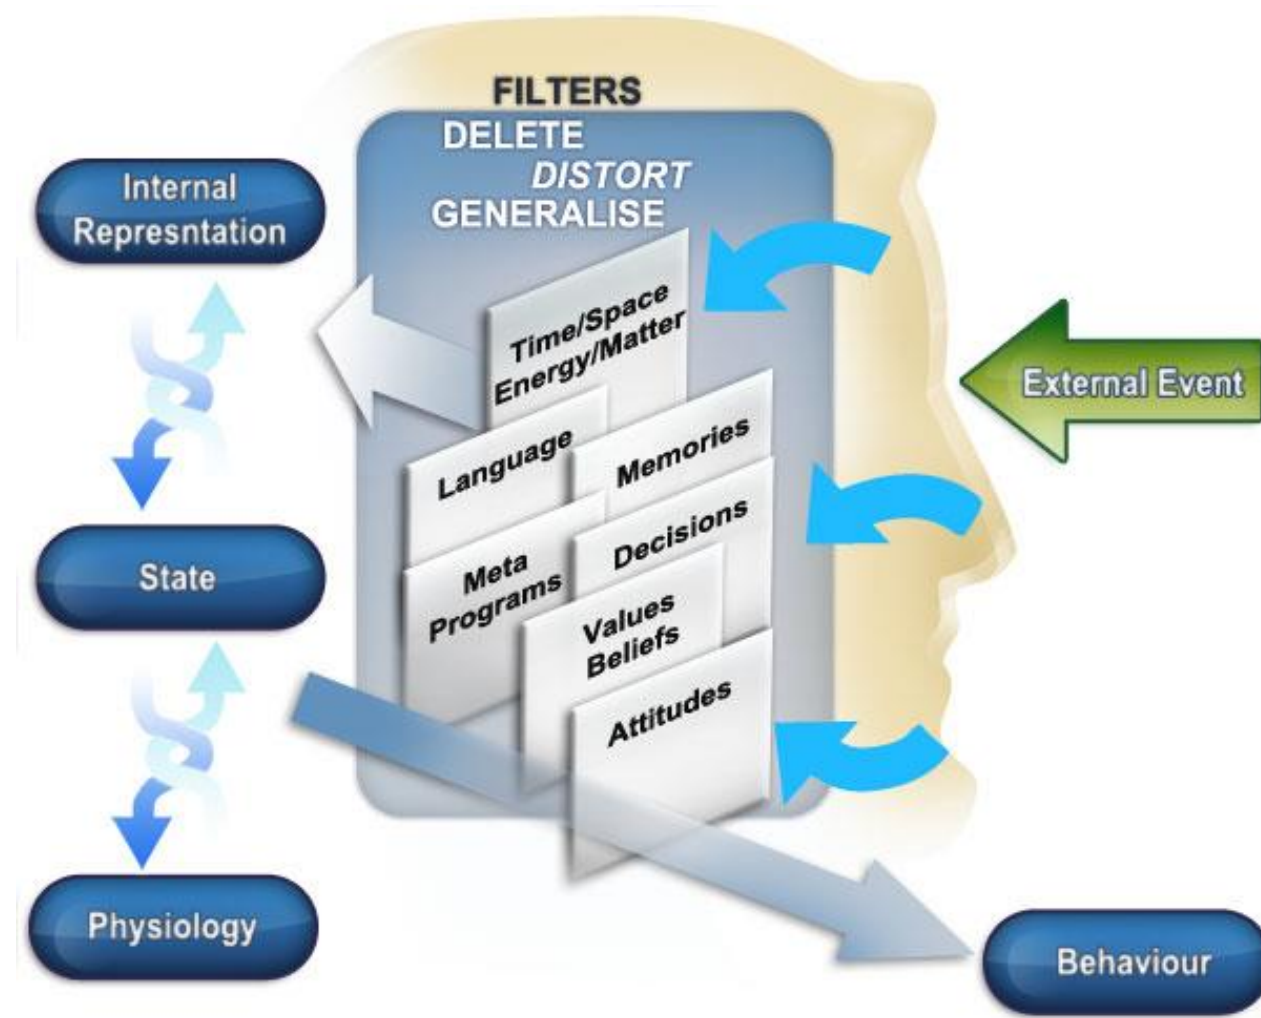 FILTERS
DELETE
DISTORT
GENERALISE
Internal
Represntation
Time/Space
Energy/Matter
External Event
Language
Memories
Decisions
Meta
Programs
State
Values
Beliefs
Attitudes
Physiology
Behaviour